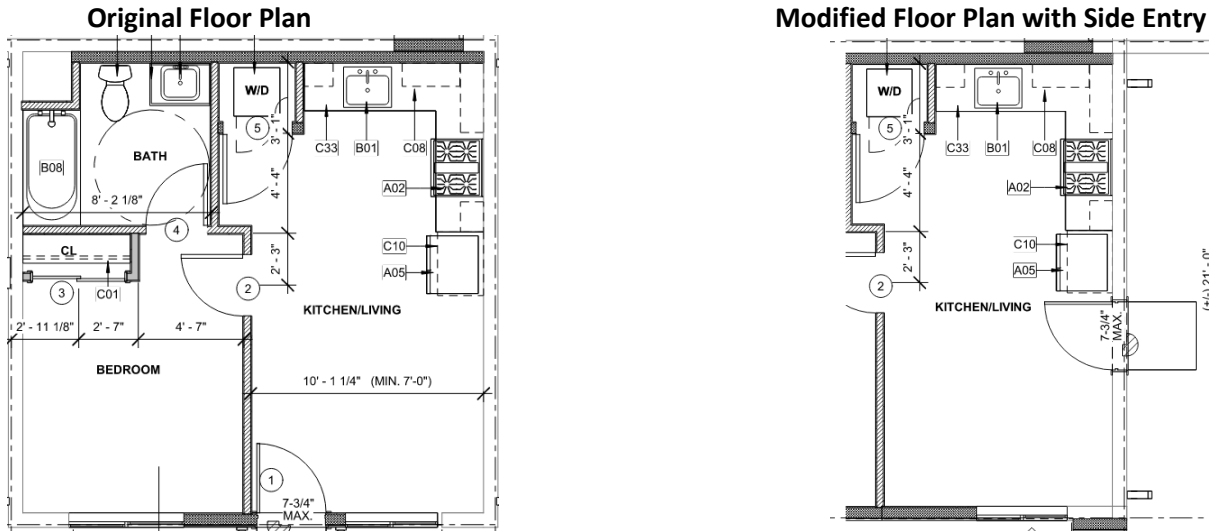 Original Floor Plan
W/D
5
3' - 1"
C33
B01
C08
BATH
B08
A02
4' - 4"
8' - 2 1/8"
4
CL
C10
2' - 3"
A05
2
3
C01
KITCHEN/LIVING
2' - 11 1/8"
2' - 7"
4' - 7"
BEDROOM
10' - 1 1/4" (MIN. 7'-0")
1
7-3/4"
MAX.
Modified Floor Plan with Side Entry
W/D
5
3' - 1"
C33
B01
C08
A02
4' - 4"
C10
2' - 3"
A05
2
KITCHEN/LIVING
7-3/4"
MAX.
(+/-) 21' - 0"